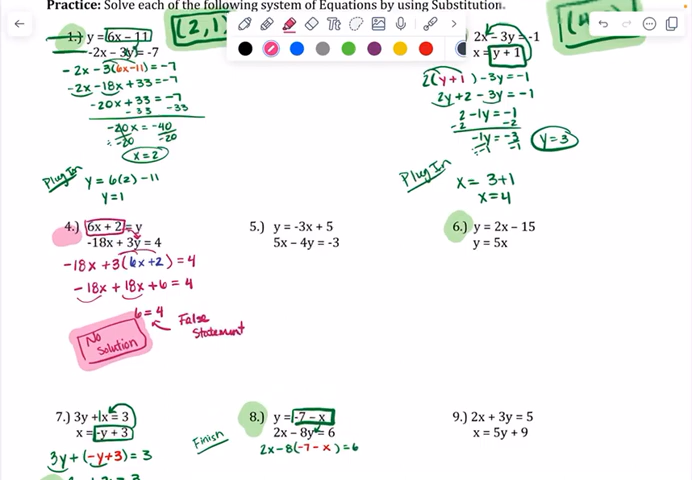 Practice: Solve each of the following system of Equations by using Substitution.
1.) y = 6x – 11
-2x – 3y = -7
- 2x - 3(6x-11) = -7
-2x - 18x + 33 = -7
-20x + 33 = -7
- 33 -33
-20x = -40
-20 -20
x = 2
Plug In
y = 6(2) - 11
y = 1
(2, 1)
2x – 3y = -1
x = y + 1
2(y+1) - 3y = -1
2y + 2 - 3y = -1
2 - 1y = -1
-2 -2
-1y = -3
-1 -1
y = 3
Plug In
x = 3+1
x = 4
4.) 6x + 2 = y
-18x + 3y = 4
-18x + 3(6x+2) = 4
- 18x + 18x + 6 = 4
6 = 4
False
Statement
No
Solution
5.) y = -3x + 5
5x – 4y = -3
6.) y = 2x – 15
y = 5x
7.) 3y + 1x = 3
x = -y + 3
3y + (-y+3) = 3
8.) y = -7 – x
2x – 8y = 6
Finish
2x - 8(-7 - x) = 6
9.) 2x + 3y = 5
x = 5y + 9